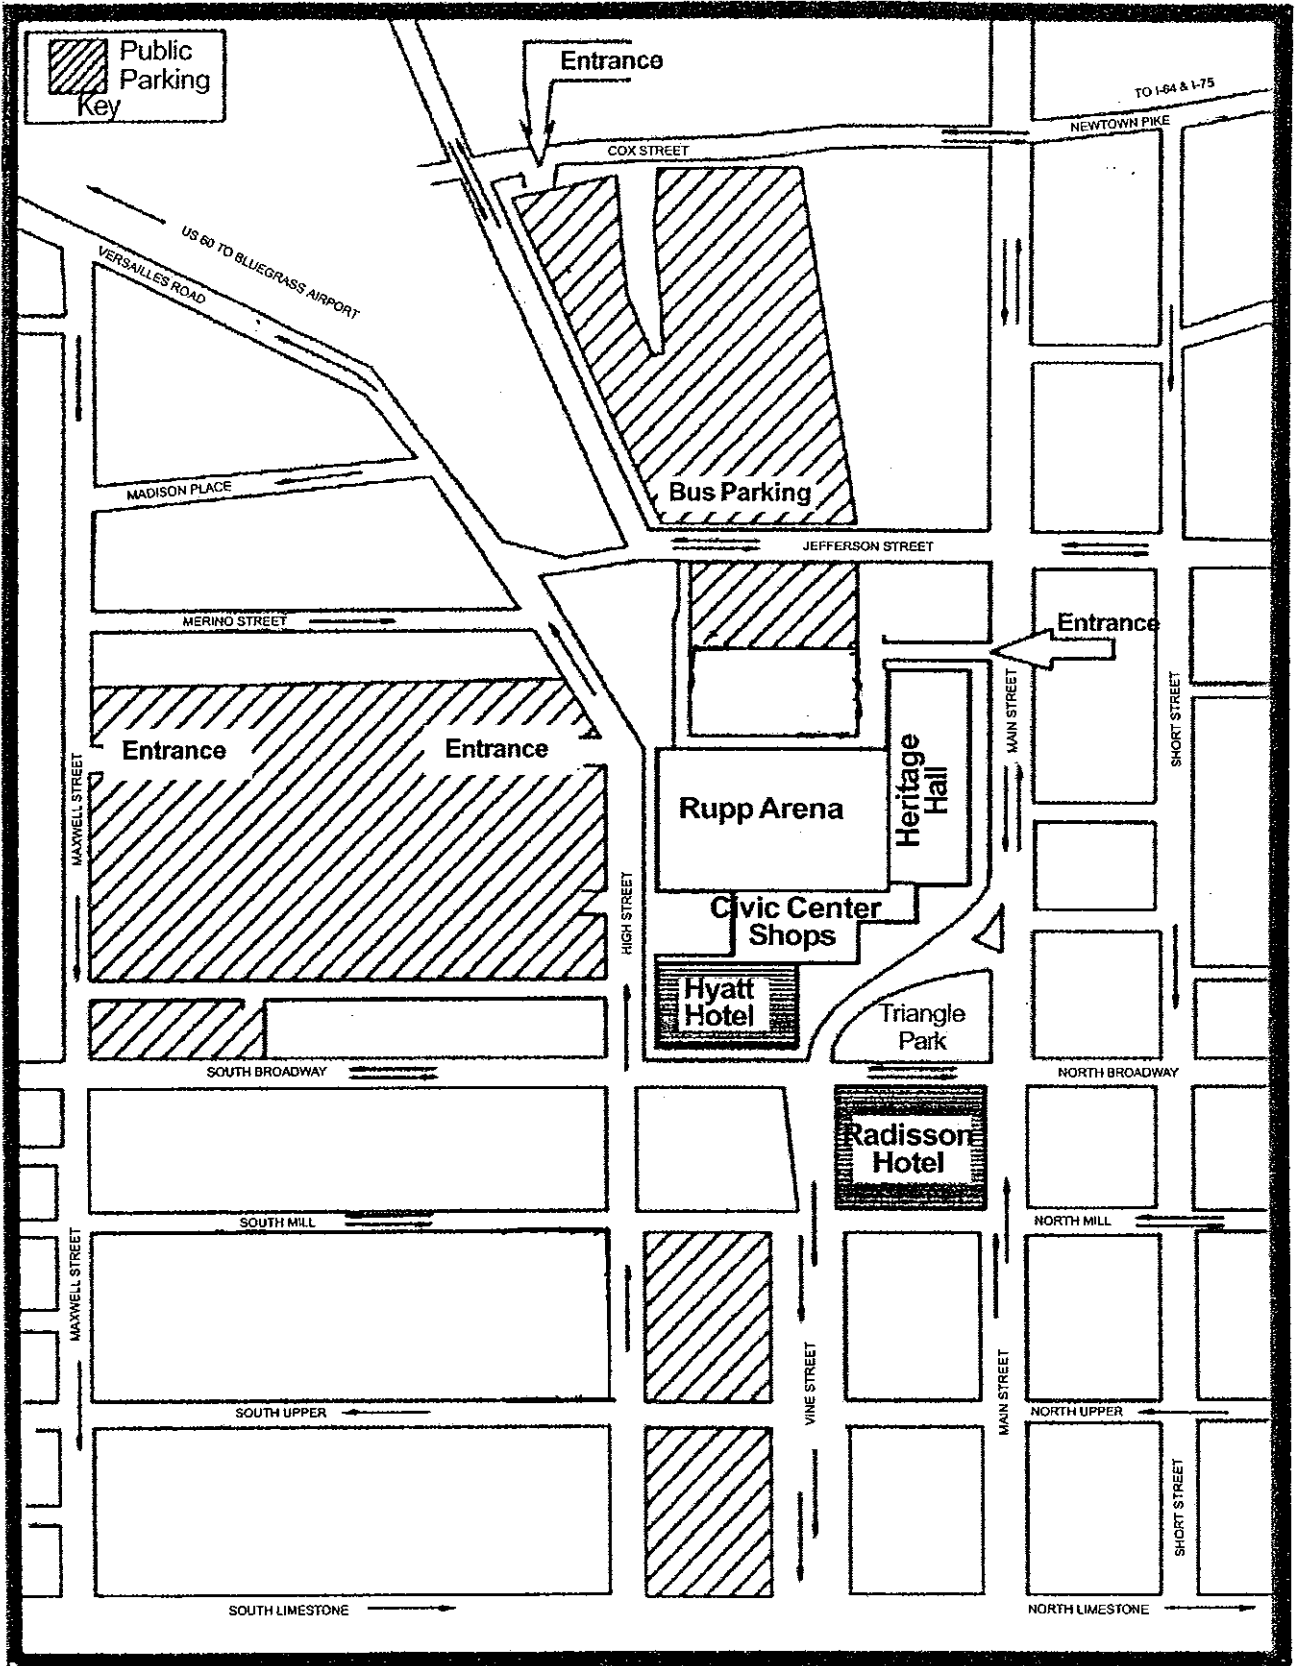 Public
Parking
Key
Entrance
TO I-64 & I-75
NEWTOWN PIKE
COX STREET
US 60 TO BLUEGRASS AIRPORT
VERSAILLES ROAD
MADISON PLACE
Bus Parking
JEFFERSON STREET
MERINO STREET
Entrance
MAIN STREET
SHORT STREET
Entrance
Entrance
MAXWELL STREET
Rupp Arena
Heritage
Hall
HIGH STREET
Civic Center
Shops
Hyatt
Hotel
Triangle
Park
SOUTH BROADWAY
NORTH BROADWAY
Radisson
Hotel
SOUTH MILL
NORTH MILL
MAXWELL STREET
VINE STREET
MAIN STREET
SOUTH UPPER
NORTH UPPER
SHORT STREET
SOUTH LIMESTONE
NORTH LIMESTONE